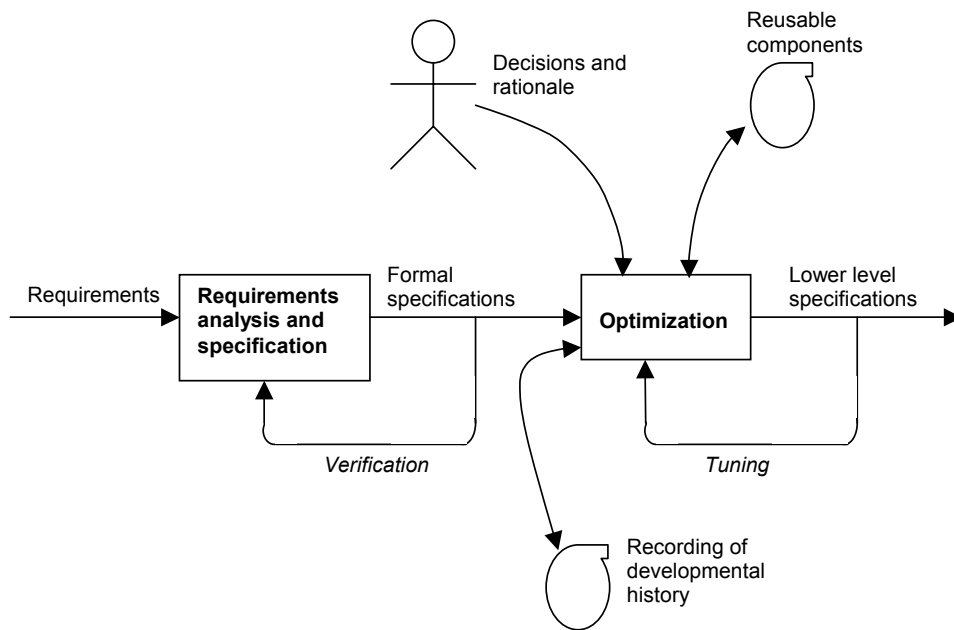 Decisions and
rationale
Reusable
components
Requirements
Requirements
analysis and
specification
Formal
specifications
Optimization
Lower level
specifications
Verification
Tuning
Recording of
developmental
history